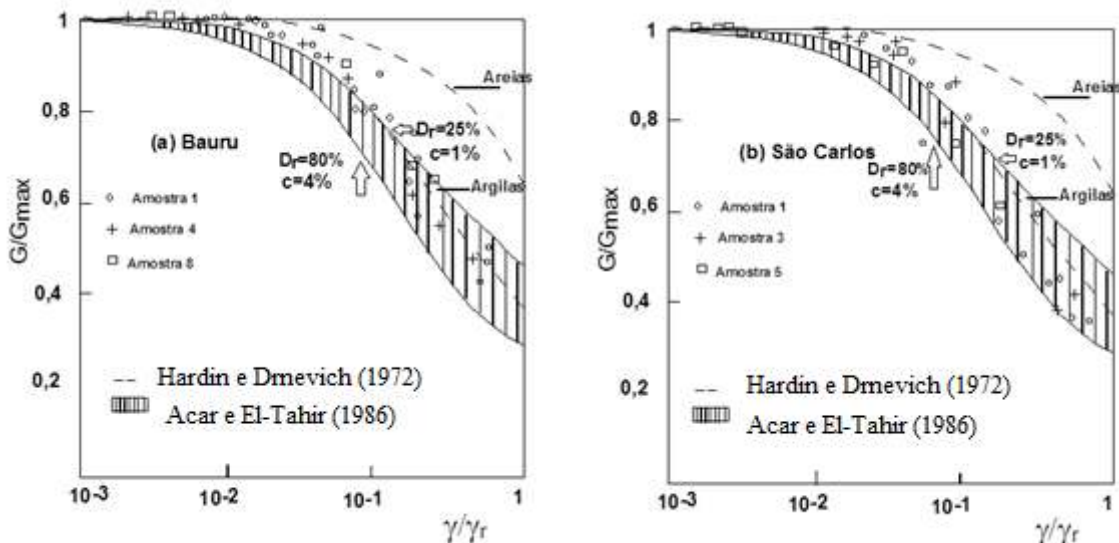 1
0,8
0,6
0,4
0,2
G/Gmax
(a) Bauru
Areias
Dr=25%
c=1%
Dr=80%
c=4%
Argilas
Amostra 1
Amostra 4
Amostra 8
Hardin e Drnevich (1972)
Acar e El-Tahir (1986)
10-3
10-2
10-1
1
γ/γr
1
0,8
0,6
0,4
0,2
G/Gmax
(b) São Carlos
Areias
Dr=25%
c=1%
Dr=80%
c=4%
Argilas
Amostra 1
Amostra 3
Amostra 5
Hardin e Drnevich (1972)
Acar e El-Tahir (1986)
10-3
10-2
10-1
1
γ/γr